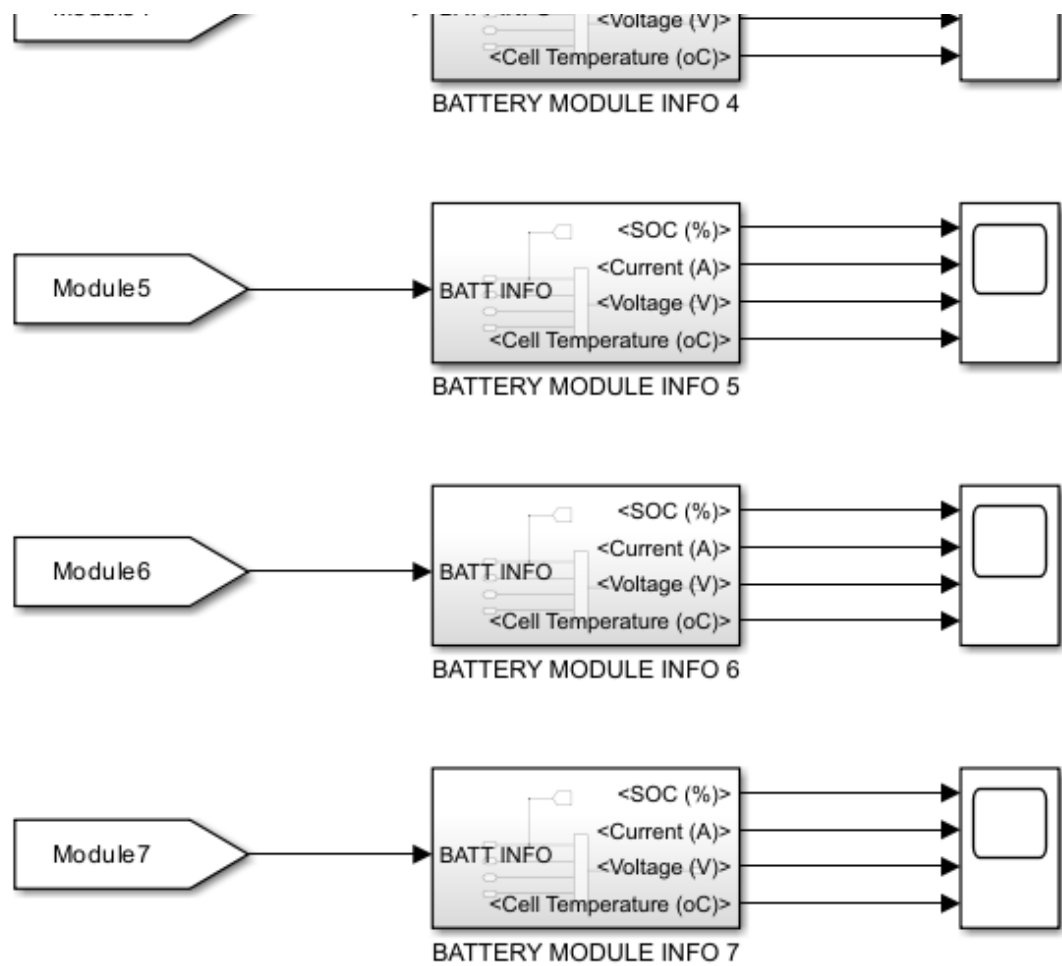 <Voltage (V)>
<Cell Temperature (oC)>
BATTERY MODULE INFO 4
Module5
BATT INFO
<SOC (%)>
<Current (A)>
<Voltage (V)>
<Cell Temperature (oC)>
BATTERY MODULE INFO 5
Module6
BATT INFO
<SOC (%)>
<Current (A)>
<Voltage (V)>
<Cell Temperature (oC)>
BATTERY MODULE INFO 6
Module7
BATT INFO
<SOC (%)>
<Current (A)>
<Voltage (V)>
<Cell Temperature (oC)>
BATTERY MODULE INFO 7